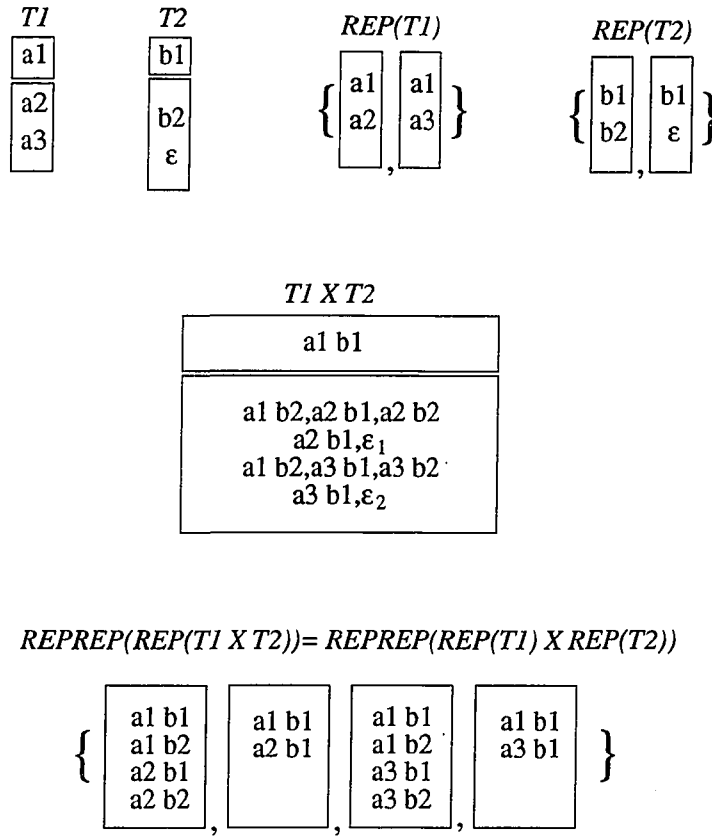 T1
a1
a2
a3
T2
b1
b2
ε
REP(T1)
{ a1 a1 }
a2 , a3
REP(T2)
{ b1 b1 }
b2 , ε
T1 X T2
a1 b1
a1 b2,a2 b1,a2 b2
a2 b1,ε₁
a1 b2,a3 b1,a3 b2
a3 b1,ε₂
REPREP(REP(T1 X T2))= REPREP(REP(T1) X REP(T2))
{
a1 b1
a1 b2
a2 b1
a2 b2
,
a1 b1
a2 b1
,
a1 b1
a1 b2
a3 b1
a3 b2
,
a1 b1
a3 b1
}